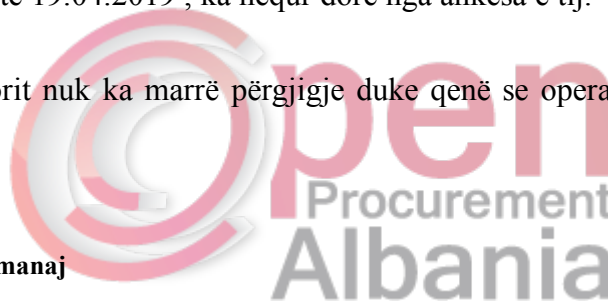 të 19.04.2019 , ka hequr dorë nga ankesa e tij.
orit nuk ka marrë përgjigje duke qenë se opera
Open
Procurement
Albania
manaj